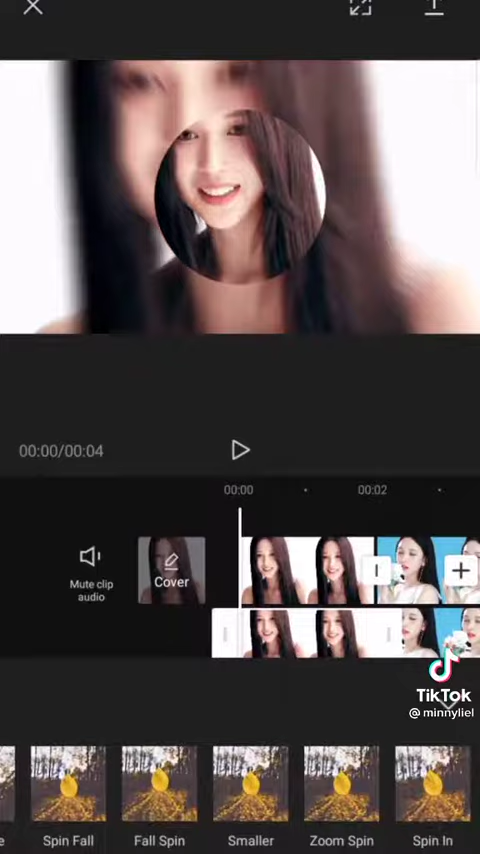 00:00/00:04
00:00
00:02
Mute clip
audio
Cover
TikTok
@minnyliel
e
Spin Fall
Fall Spin
Smaller
Zoom Spin
Spin In